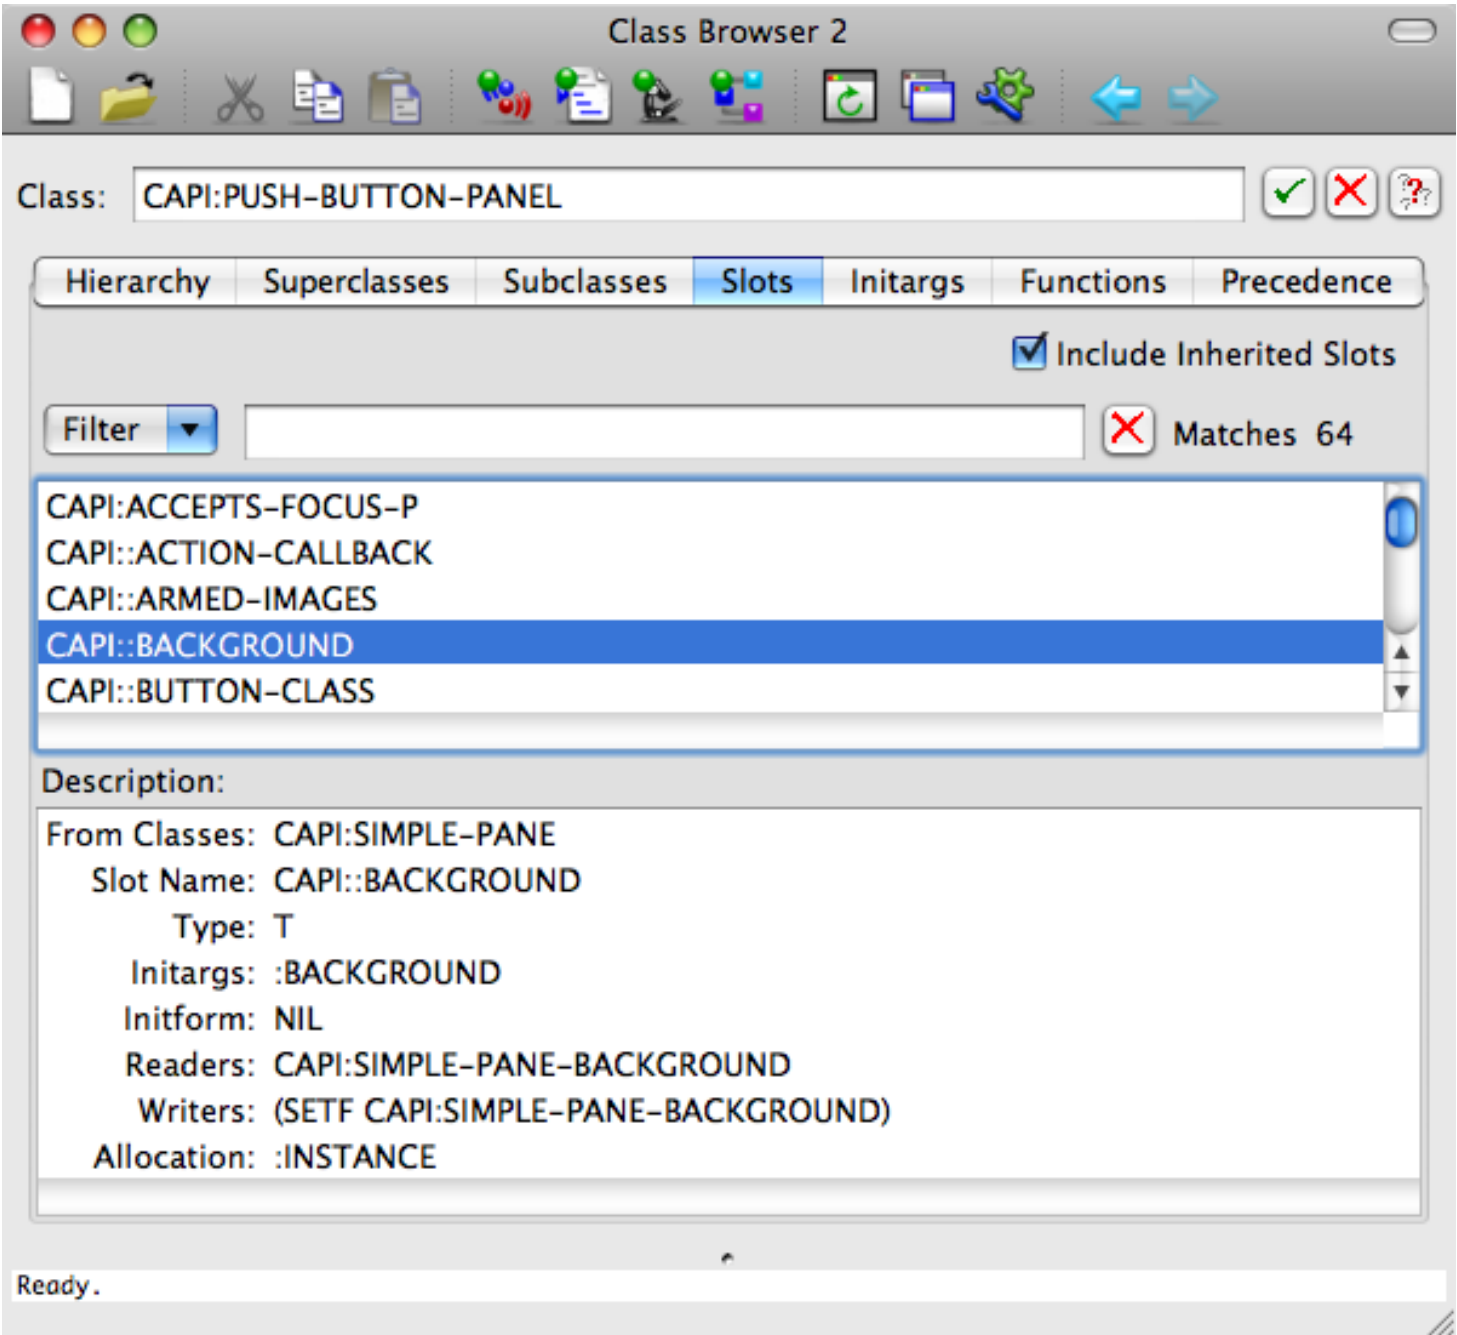 Class Browser 2
Class: CAPI:PUSH-BUTTON-PANEL
Hierarchy Superclasses Subclasses Slots Initargs Functions Precedence
Include Inherited Slots
Filter Matches 64
CAPI:ACCEPTS-FOCUS-P
CAPI::ACTION-CALLBACK
CAPI::ARMED-IMAGES
CAPI::BACKGROUND
CAPI::BUTTON-CLASS
Description:
From Classes: CAPI:SIMPLE-PANE
Slot Name: CAPI::BACKGROUND
Type: T
Initargs: :BACKGROUND
Initform: NIL
Readers: CAPI:SIMPLE-PANE-BACKGROUND
Writers: (SETF CAPI:SIMPLE-PANE-BACKGROUND)
Allocation: :INSTANCE
Ready.